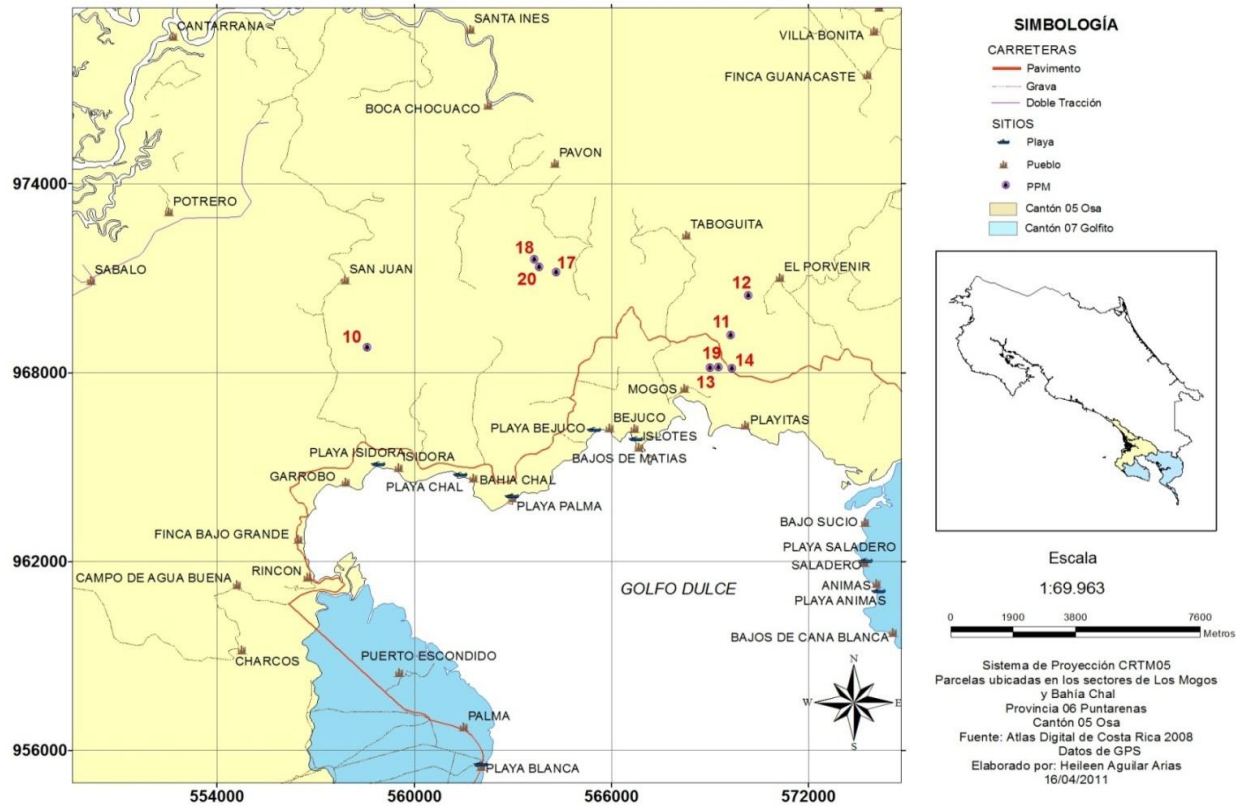 CANTARRANA
SANTA INES
VILLA BONITA
FINCA GUANACASTE
BOCA CHOCUACO
PAVON
974000
POTRERO
TABOGUITA
SABALO
SAN JUAN
18
20
17
EL PORVENIR
12
10
11
968000
19
14
13
MOGOS
PLAYA BEJUCO
BEJUCO
PLAYITAS
ISLOTES
BAJOS DE MATIAS
PLAYA ISIDORA
ISIDORA
GARROBO
PLAYA CHAL
BAHIA CHAL
PLAYA PALMA
FINCA BAJO GRANDE
BAJO SUCIO
962000
PLAYA SALADERO
SALADERO
CAMPO DE AGUA BUENA
RINCON
GOLFO DULCE
ANIMAS
PLAYA ANIMAS
BAJOS DE CANA BLANCA
CHARCOS
PUERTO ESCONDIDO
N
W
E
S
PALMA
956000
PLAYA BLANCA
554000
560000
566000
572000
SIMBOLOGÍA
CARRETERAS
Pavimento
Grava
Doble Tracción
SITIOS
Playa
Pueblo
PPM
Cantón 05 Osa
Cantón 07 Golfito
Escala
1:69.963
0 1900 3800 7600
Metros
Sistema de Proyección CRTM05
Parcelas ubicadas en los sectores de Los Mogos
y Bahía Chal
Provincia 06 Puntarenas
Cantón 05 Osa
Fuente: Atlas Digital de Costa Rica 2008
Datos de GPS
Elaborado por: Heileen Aguilar Arias
16/04/2011